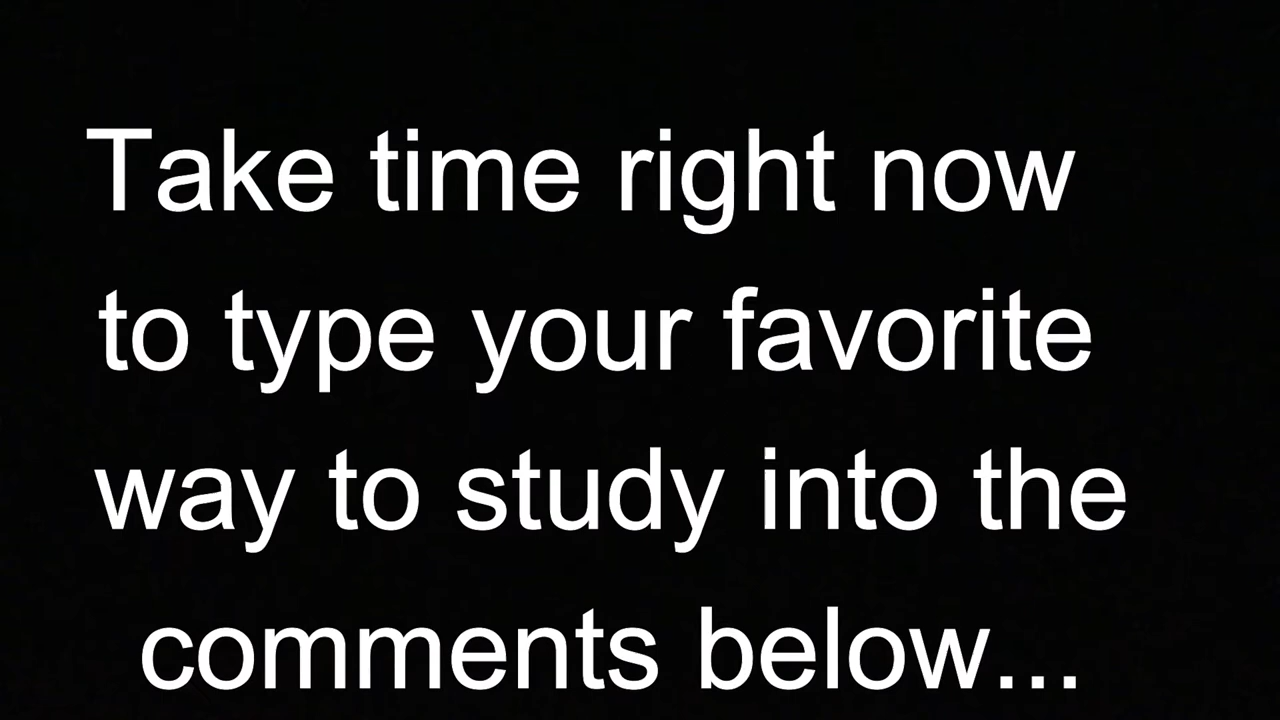 Take time right now
to type your favorite
way to study into the
comments below...